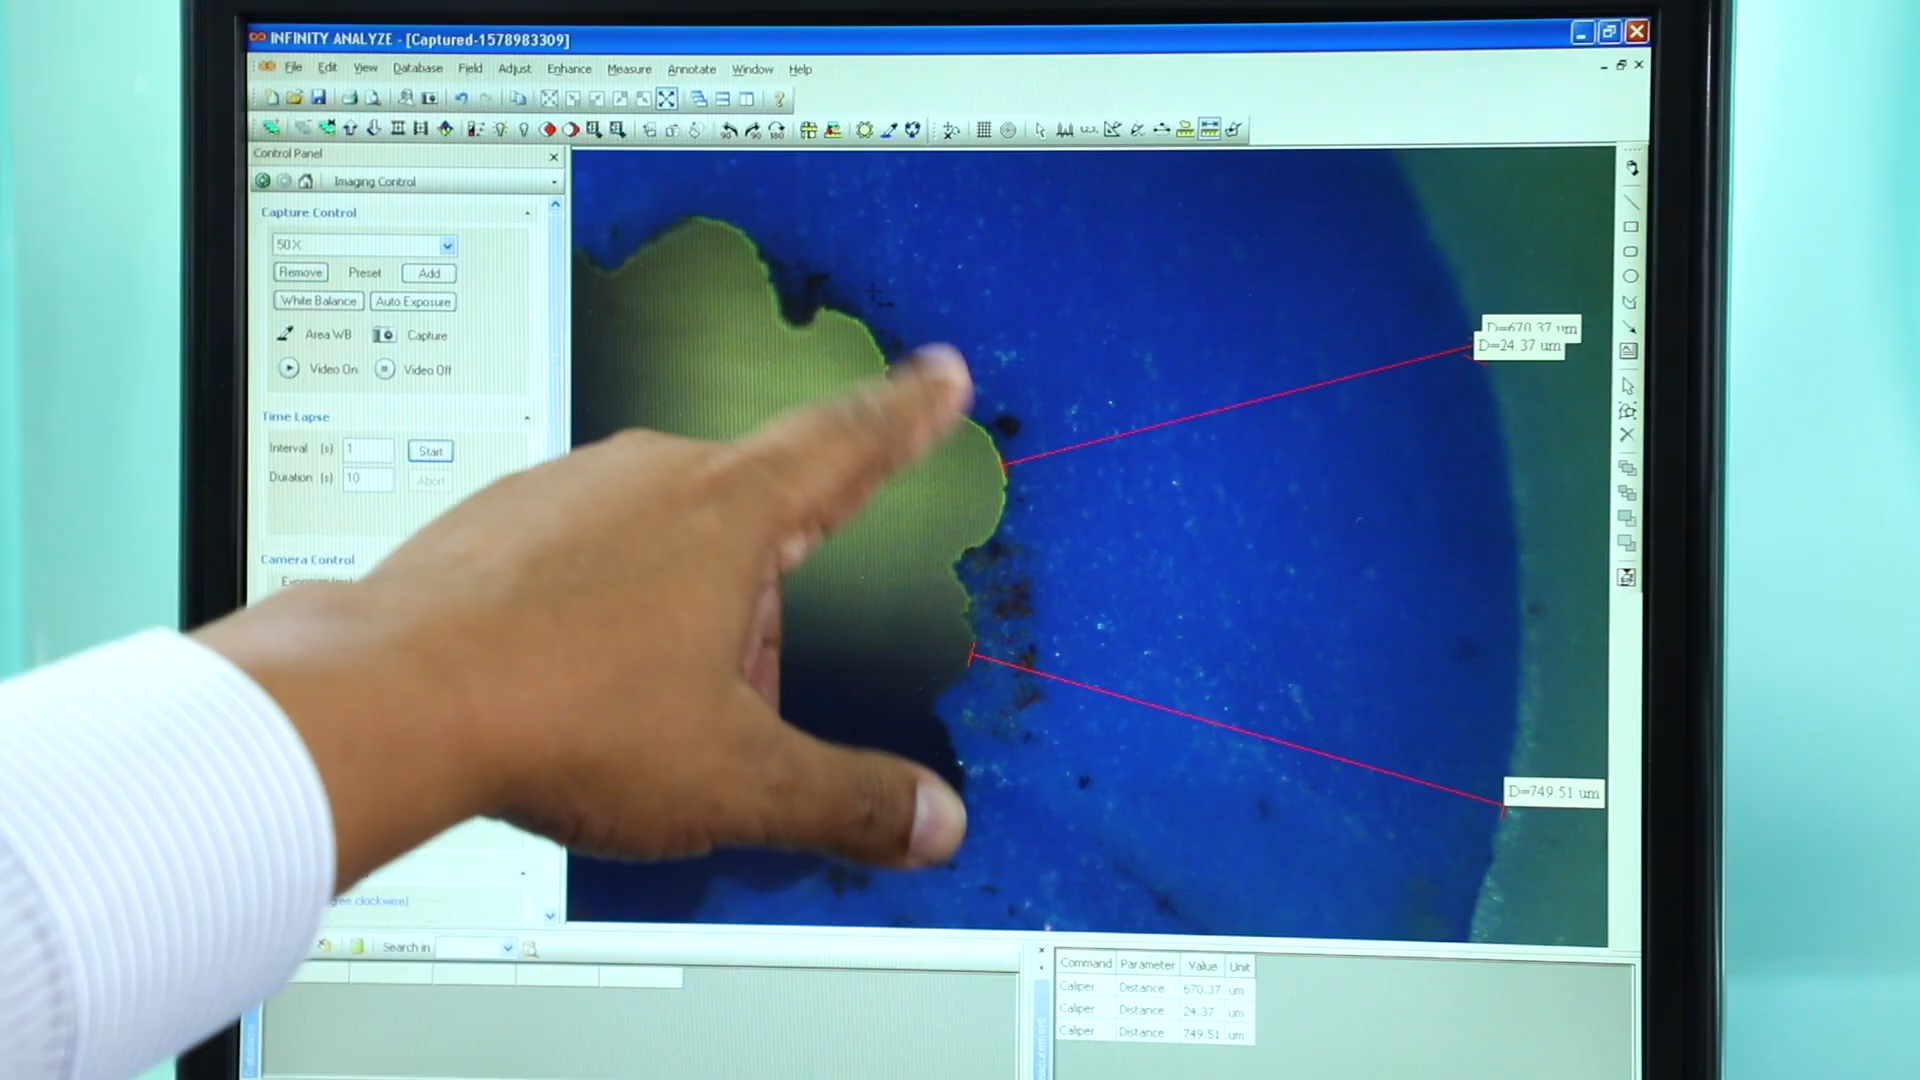 INFINITY ANALYZE - [Captured-1578983309]
File Edit View Database Field Adjust Enhance Measure Annotate Window Help
Control Panel
Imaging Control
Capture Control
50X
Remove Preset Add
White Balance Auto Exposure
Area WB Capture
Video On Video Off
Time Lapse
Interval (s) 1 Start
Duration (s) 10 Abort
Camera Control
D=670.37 um
D=24.37 um
D=749.51 um
clockwise]
Search in
Command Parameter Value Unit
Caliper Distance 670.37 um
Caliper Distance 24.37 um
Caliper Distance 749.51 um